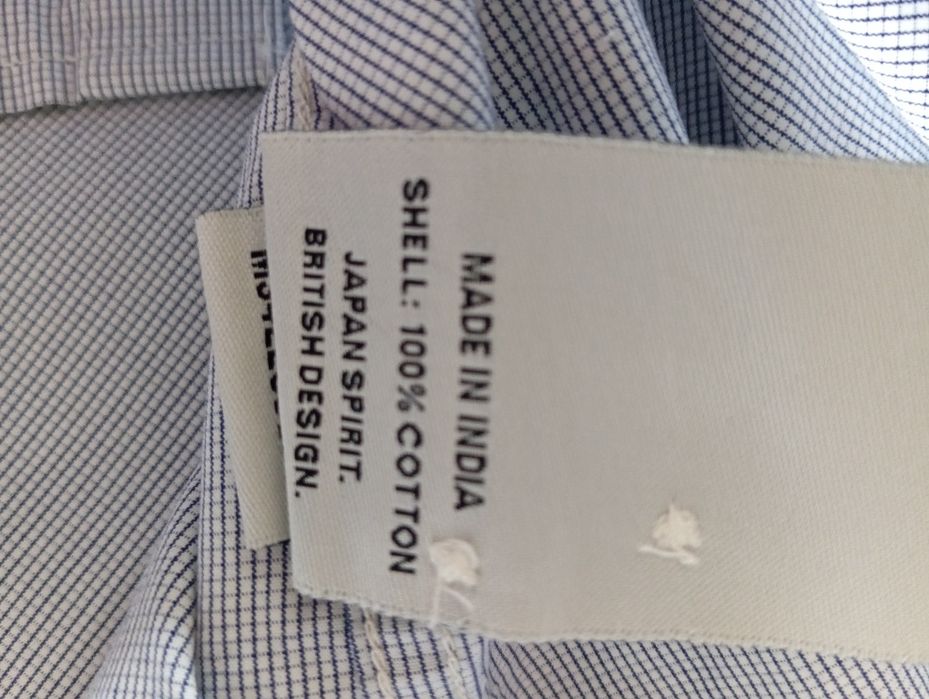 MADE IN INDIA
SHELL: 100% COTTON
JAPAN SPIRIT.
BRITISH DESIGN.